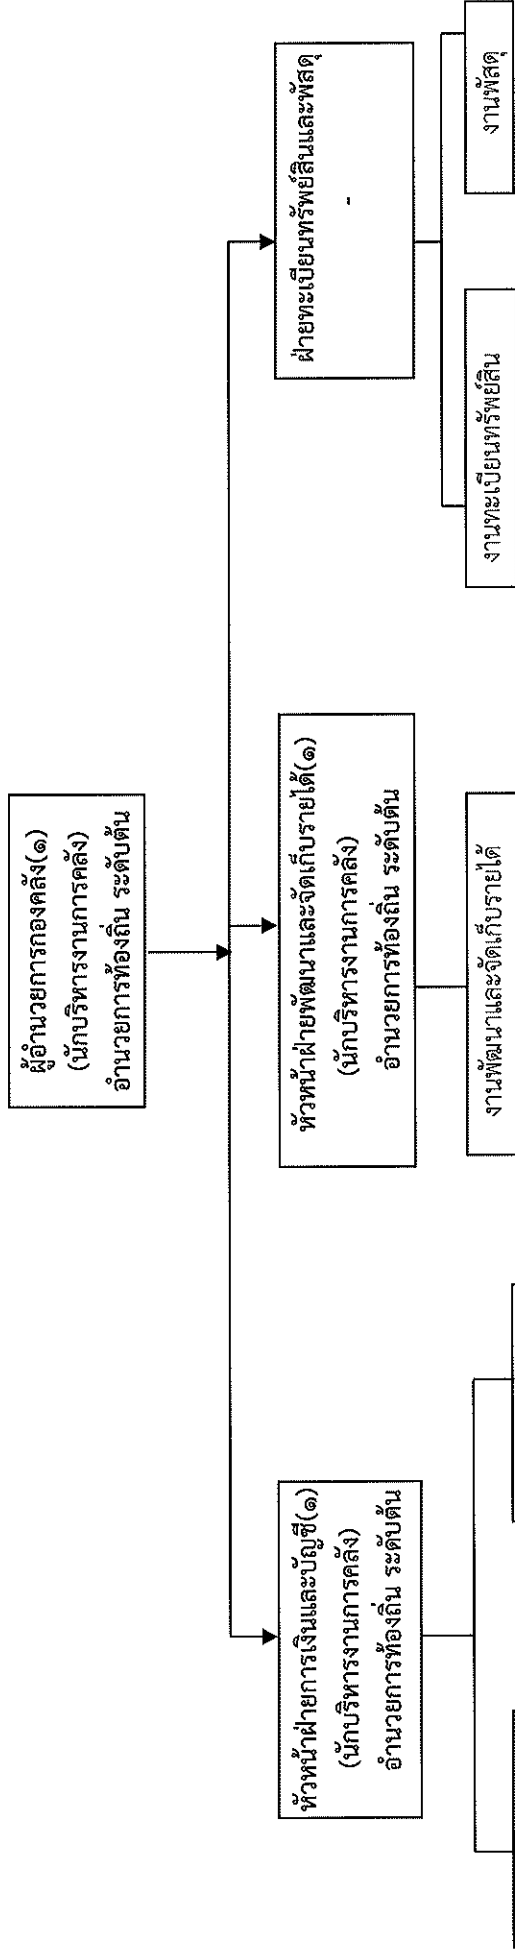 ผู้อำนวยการกองคลัง(๑)
(นักบริหารงานการคลัง)
อำนวยการท้องถิ่น ระดับต้น
หัวหน้าฝ่ายการเงินและบัญชี(๑)
(นักบริหารงานการคลัง)
อำนวยการท้องถิ่น ระดับต้น
หัวหน้าฝ่ายพัฒนาและจัดเก็บรายได้(๑)
(นักบริหารงานการคลัง)
อำนวยการท้องถิ่น ระดับต้น
ฝ่ายทะเบียนทรัพย์สินและพัสดุ
-
งานพัฒนาและจัดเก็บรายได้
งานทะเบียนทรัพย์สิน
งานพัสดุ